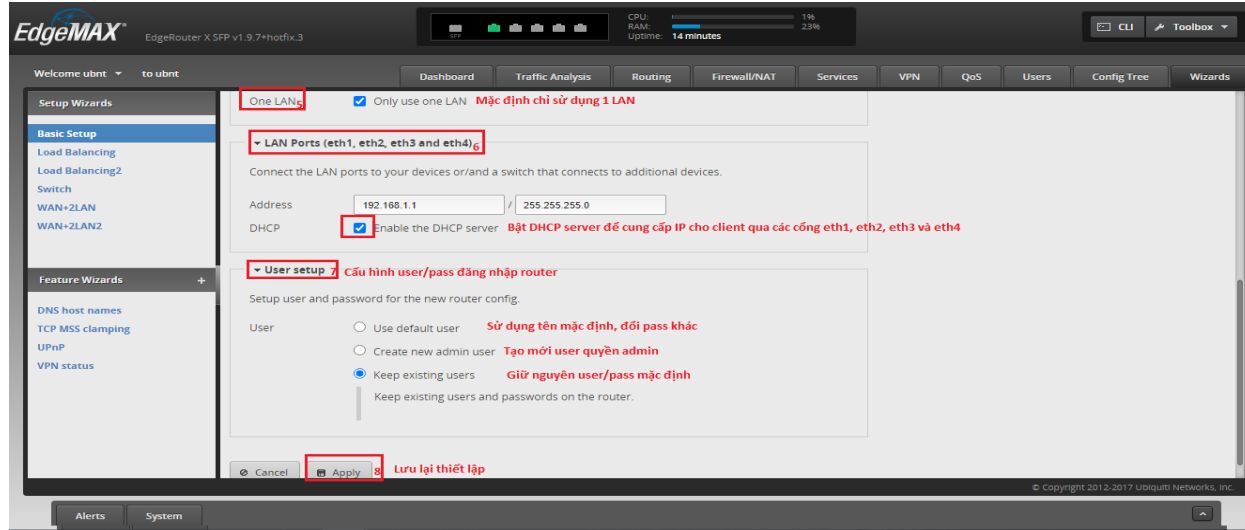 EdgeMAX
EdgeRouter X SFP v1.9.7+hotfix.3
SFP
CPU: 1%
RAM: 23%
Uptime: 14 minutes
CLI
Toolbox
Welcome ubnt to ubnt
Dashboard
Traffic Analysis
Routing
Firewall/NAT
Services
VPN
QoS
Users
Config Tree
Wizards
Setup Wizards
Basic Setup
Load Balancing
Load Balancing2
Switch
WAN+2LAN
WAN+2LAN2
Feature Wizards +
DNS host names
TCP MSS clamping
UPnP
VPN status
One LAN 5 Only use one LAN Mặc định chỉ sử dụng 1 LAN
LAN Ports (eth1, eth2, eth3 and eth4) 6
Connect the LAN ports to your devices or/and a switch that connects to additional devices.
Address 192.168.1.1 / 255.255.255.0
DHCP Enable the DHCP server Bật DHCP server để cung cấp IP cho client qua các cổng eth1, eth2, eth3 và eth4
User setup 7 Cấu hình user/pass đăng nhập router
Setup user and password for the new router config.
User Use default user Sử dụng tên mặc định, đổi pass khác
Create new admin user Tạo mới user quyền admin
Keep existing users Giữ nguyên user/pass mặc định
Keep existing users and passwords on the router.
Cancel Apply 8 Lưu lại thiết lập
© Copyright 2012-2017 Ubiquiti Networks, Inc.
Alerts
System